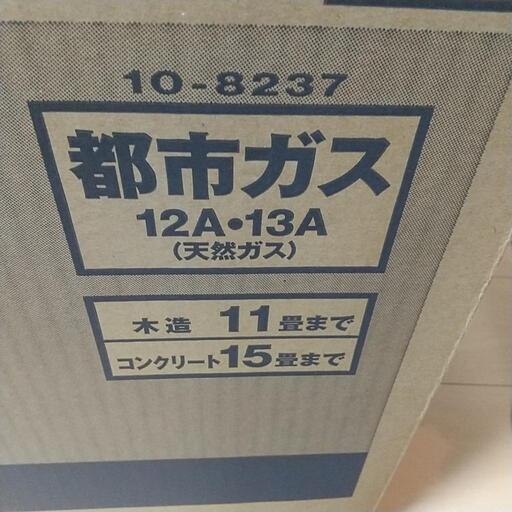 10-8237
都市ガス
12A・13A
(天然ガス)
木造 11畳まで
コンクリート15畳まで